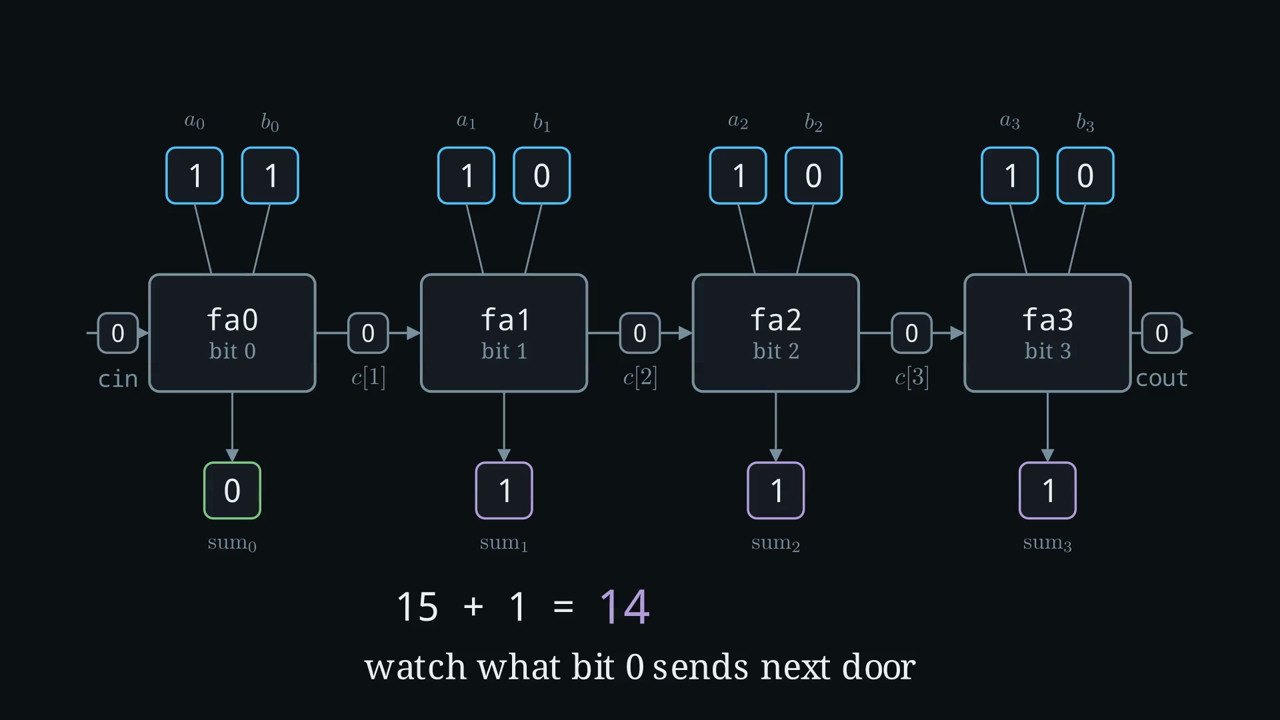 a₀ b₀ a₁ b₁ a₂ b₂ a₃ b₃
1 1 1 0 1 0 1 0
0 fa0 0 fa1 0 fa2 0 fa3 0
bit 0 bit 1 bit 2 bit 3
cin c[1] c[2] c[3] cout
0 1 1 1
sum₀ sum₁ sum₂ sum₃
15 + 1 = 14
watch what bit 0 sends next door